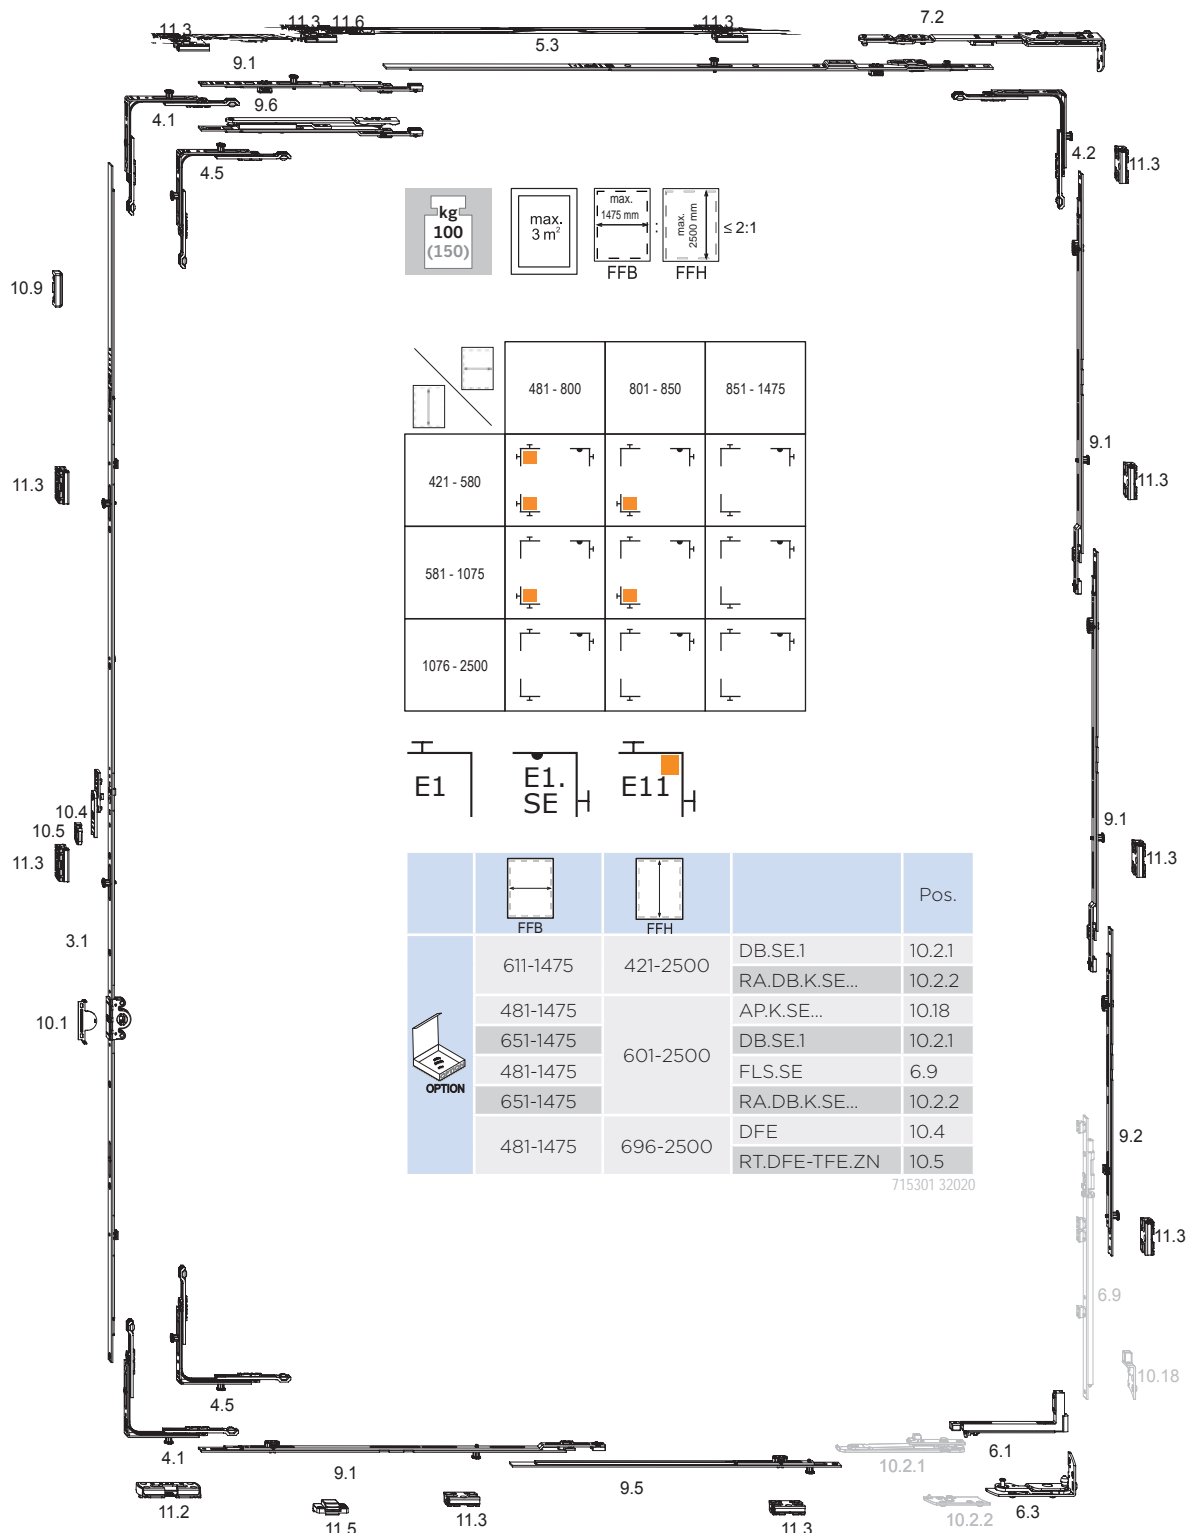 11.3
11.3
11.6
5.3
11.3
7.2
9.1
4.1
9.6
4.5
4.2
11.3
kg
100
(150)
max.
3 m²
max.
1475 mm
FFB
:
max.
2500 mm
FFH
≤ 2:1
10.9
481 - 800
801 - 850
851 - 1475
421 - 580
581 - 1075
1076 - 2500
11.3
9.1
11.3
E1
E1.
SE
E11
10.4
10.5
11.3
9.1
11.3
3.1
10.1
FFB
FFH
Pos.
OPTION
611-1475
421-2500
DB.SE.1
10.2.1
RA.DB.K.SE...
10.2.2
481-1475
601-2500
AP.K.SE...
10.18
651-1475
DB.SE.1
10.2.1
481-1475
FLS.SE
6.9
651-1475
RA.DB.K.SE...
10.2.2
481-1475
696-2500
DFE
10.4
RT.DFE-TFE.ZN
10.5
715301 32020
9.2
11.3
6.9
10.18
4.5
4.1
9.1
9.5
10.2.1
6.1
11.2
11.5
11.3
11.3
10.2.2
6.3